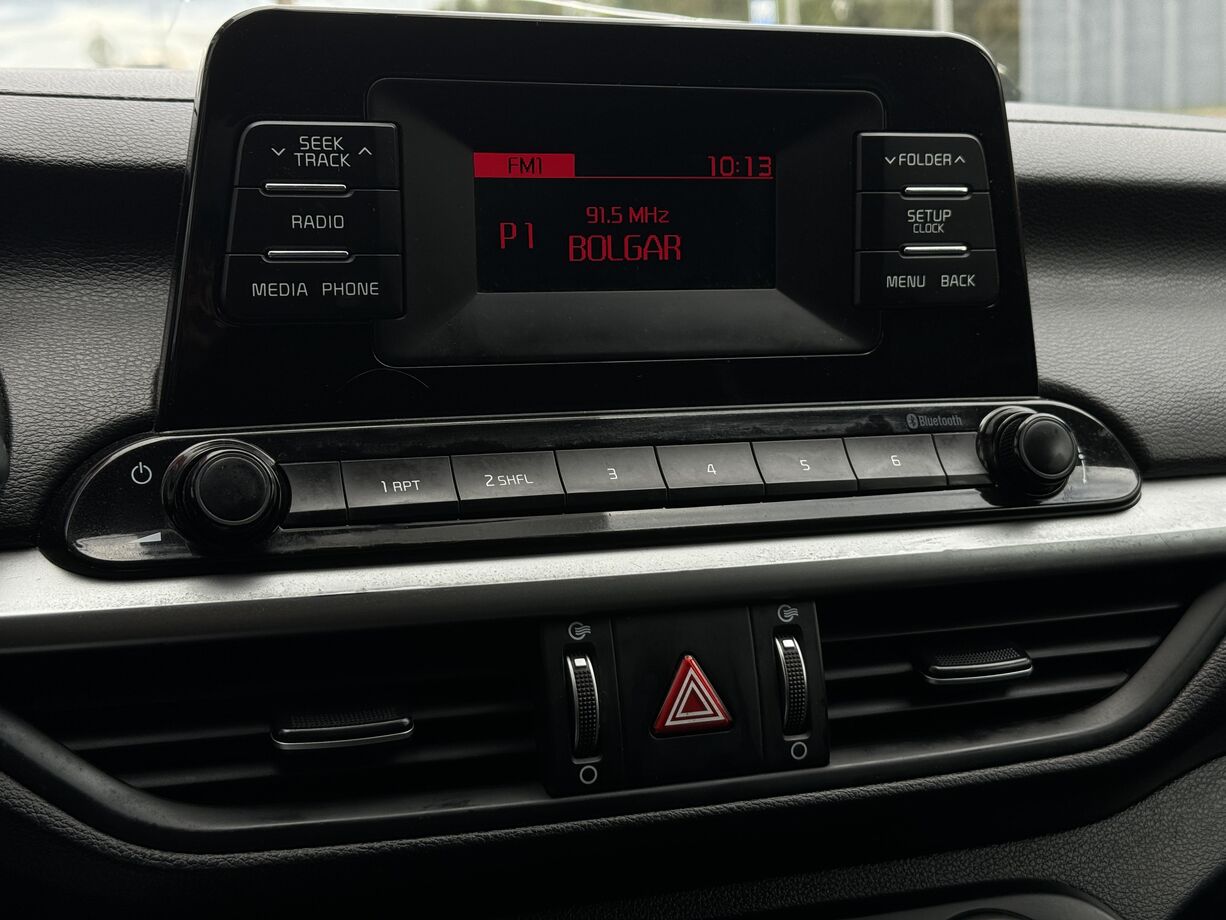 SEEK
TRACK
RADIO
MEDIA PHONE
FM1 10:13
91.5 MHz
P1 BOLGAR
FOLDER
SETUP
CLOCK
MENU BACK
Bluetooth
1 RPT 2 SHFL 3 4 5 6